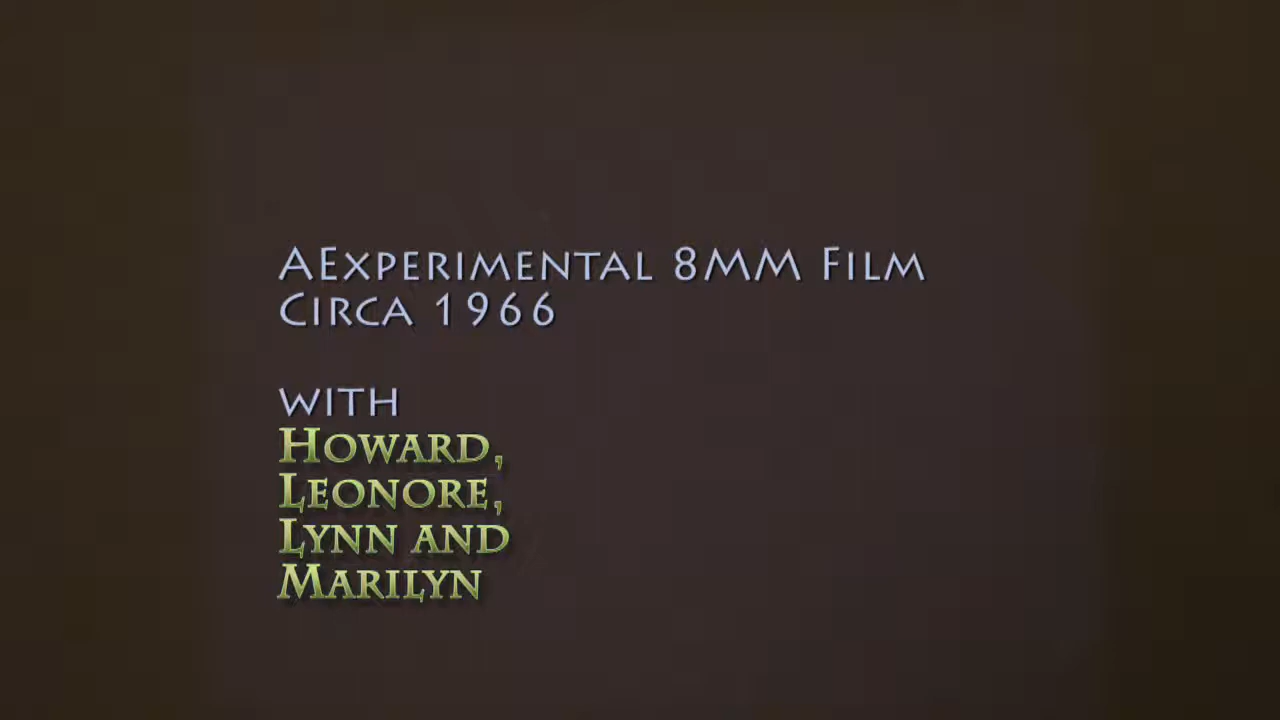 AExperimental 8MM Film
Circa 1966
with
Howard,
Leonore,
Lynn and
Marilyn